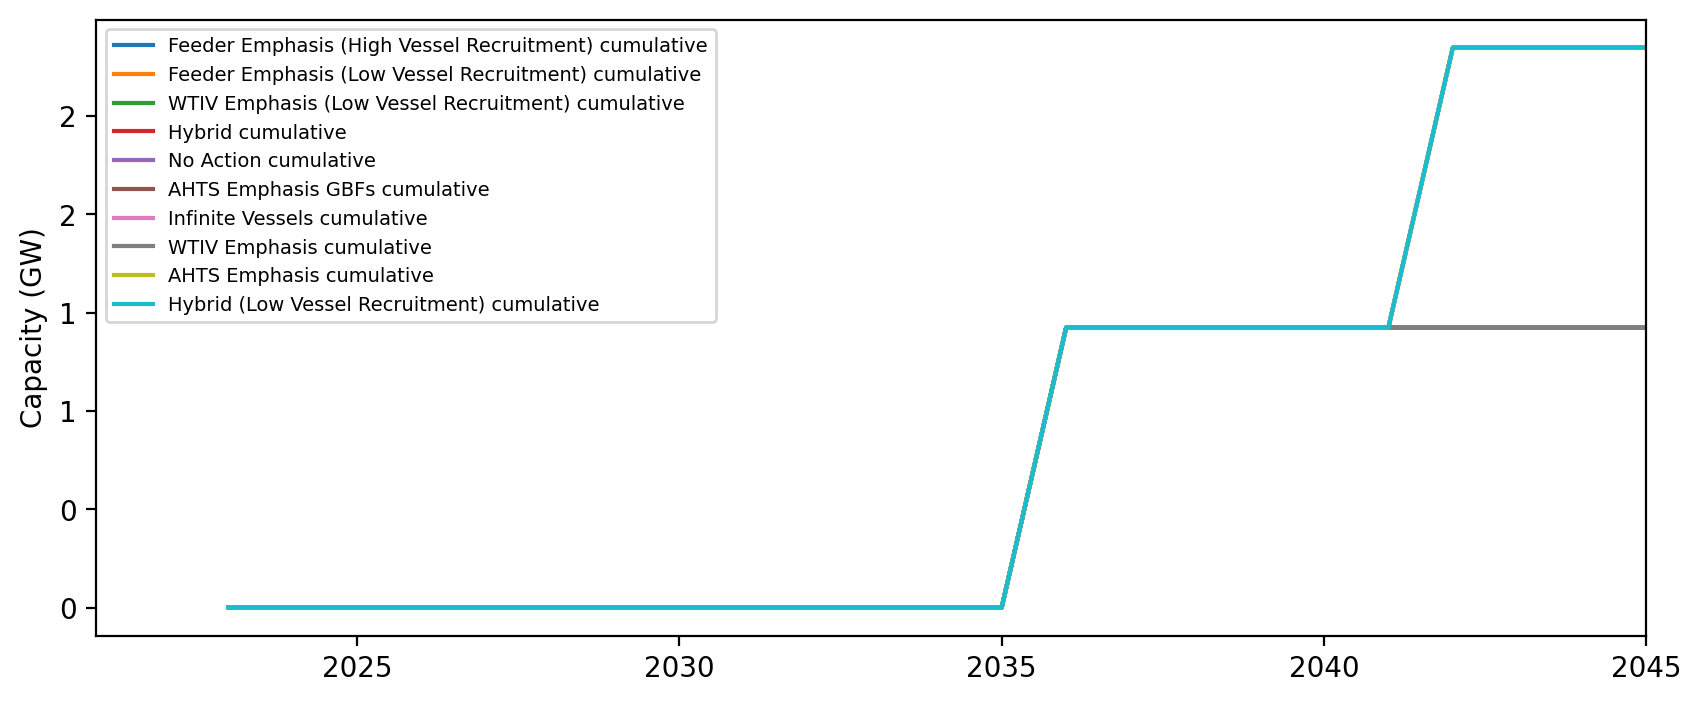 Feeder Emphasis (High Vessel Recruitment) cumulative
Feeder Emphasis (Low Vessel Recruitment) cumulative
WTIV Emphasis (Low Vessel Recruitment) cumulative
Hybrid cumulative
No Action cumulative
AHTS Emphasis GBFs cumulative
Infinite Vessels cumulative
WTIV Emphasis cumulative
AHTS Emphasis cumulative
Hybrid (Low Vessel Recruitment) cumulative
Capacity (GW)
2
2
1
1
0
0
2025 2030 2035 2040 2045